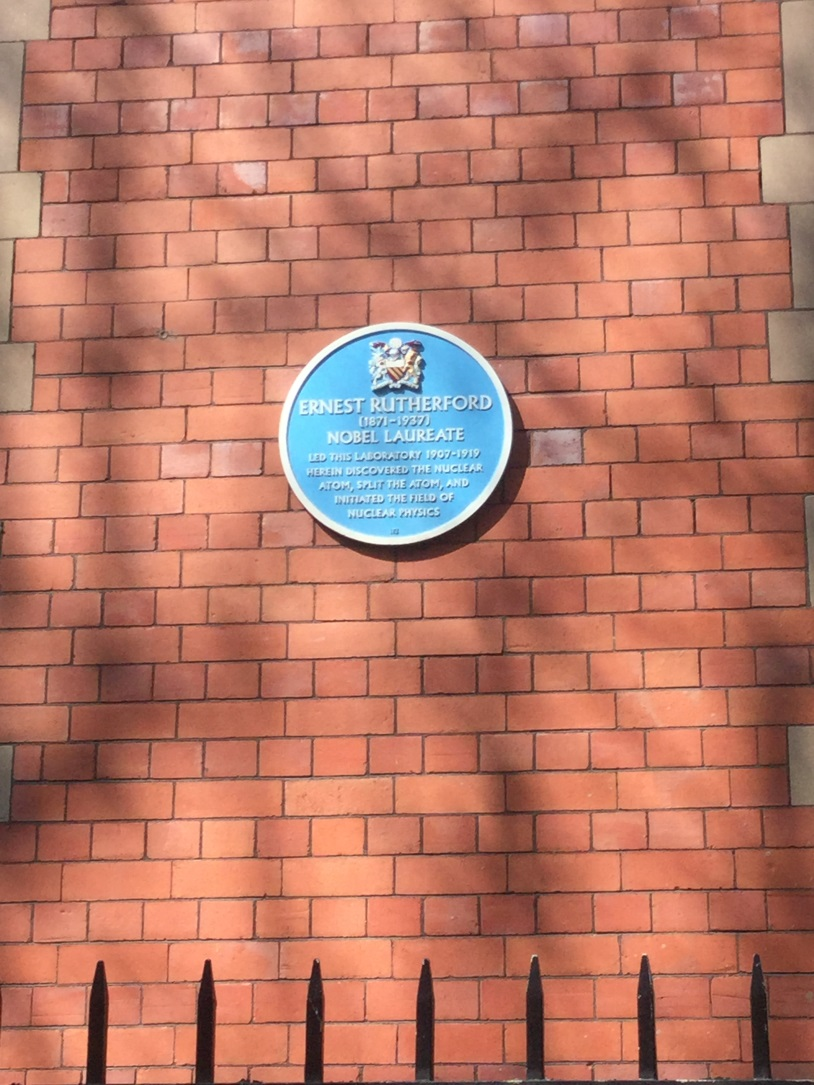 ERNEST RUTHERFORD
(1871-1937)
NOBEL LAUREATE
LED THIS LABORATORY 1907-1919
HEREIN DISCOVERED THE NUCLEAR
ATOM, SPLIT THE ATOM, AND
INITIATED THE FIELD OF
NUCLEAR PHYSICS